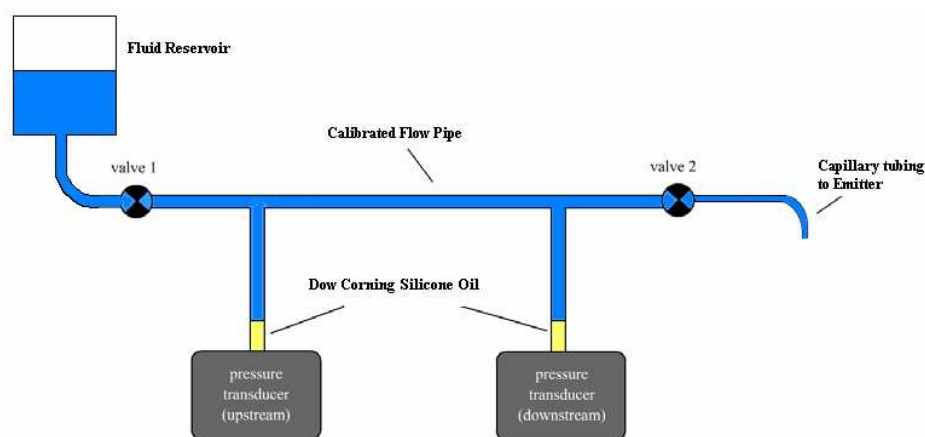 Fluid Reservoir
Calibrated Flow Pipe
valve 1
valve 2
Capillary tubing
to Emitter
Dow Corning Silicone Oil
pressure
transducer
(upstream)
pressure
transducer
(downstream)